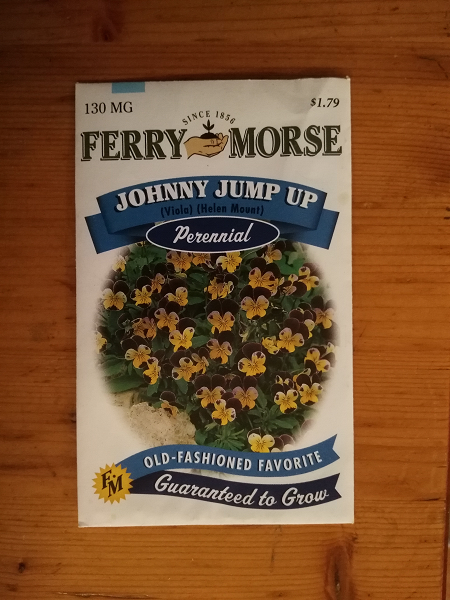 130 MG
$1.79
SINCE 1856
FERRY MORSE
JOHNNY JUMP UP
(Viola) (Helen Mount)
Perennial
OLD-FASHIONED FAVORITE
FM
Guaranteed to Grow